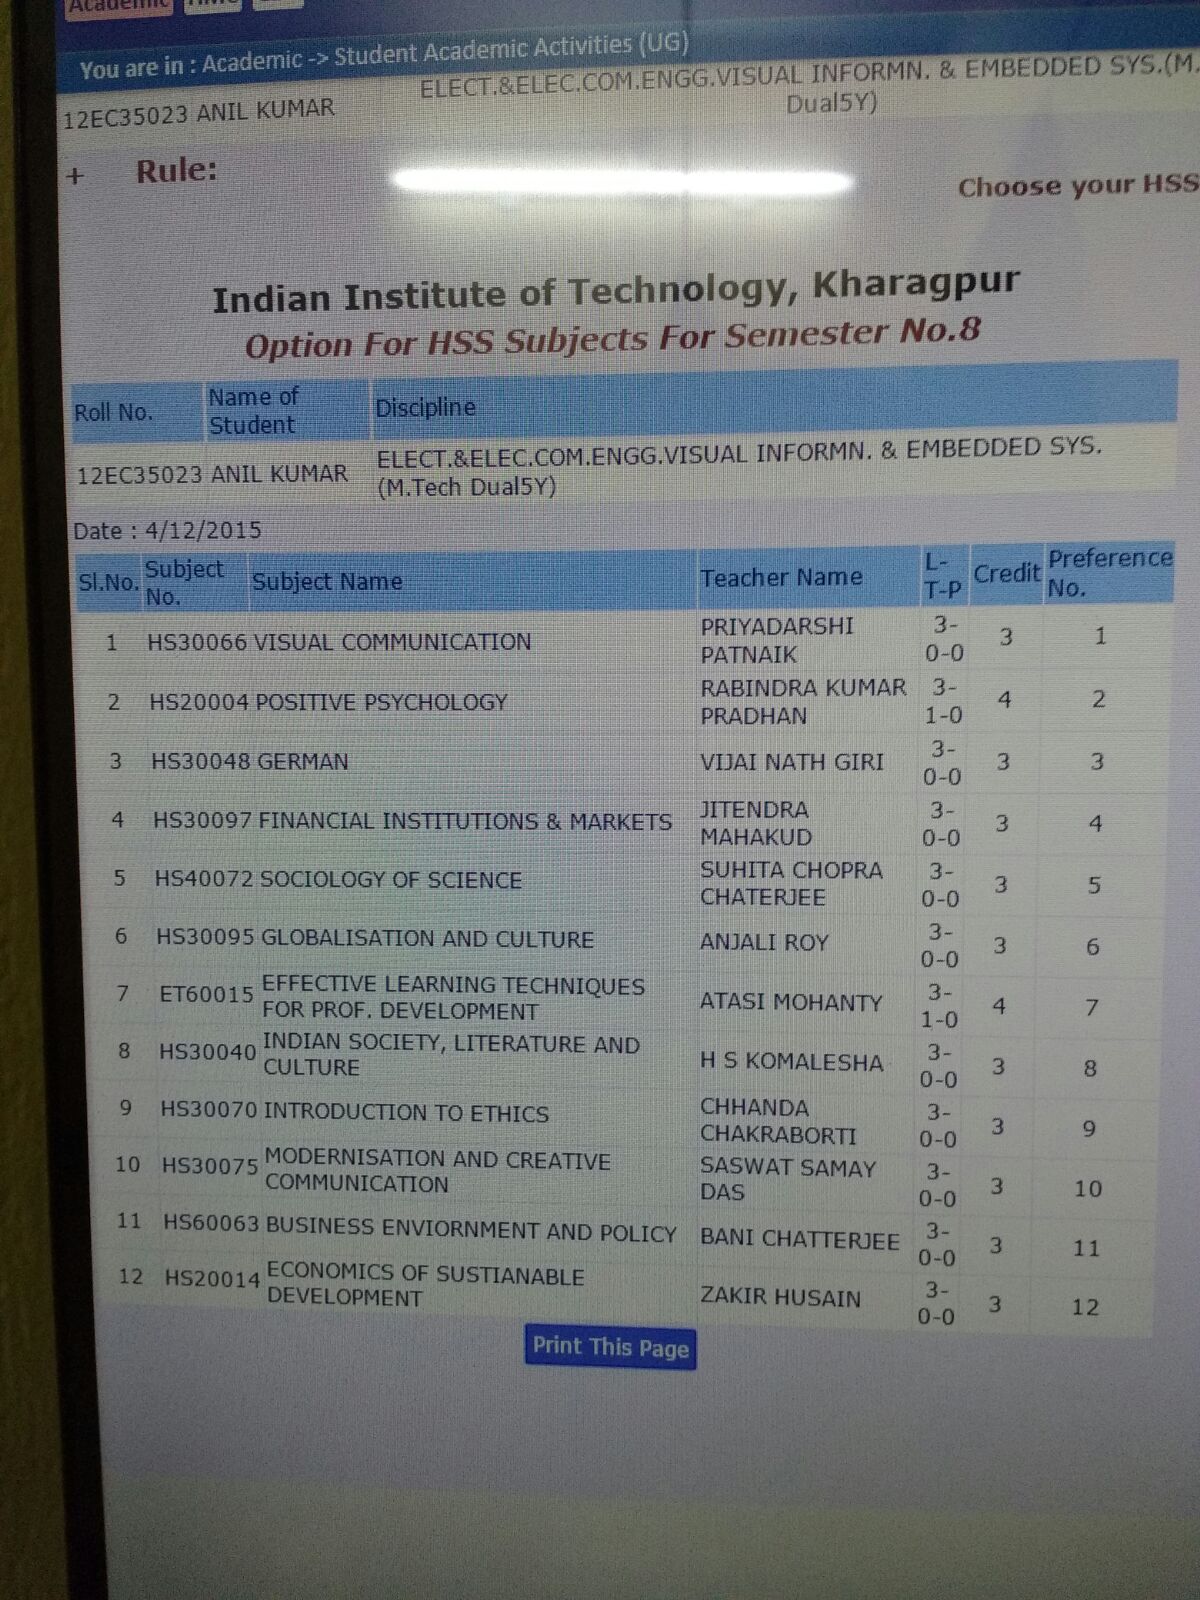 Academic
You are in : Academic -> Student Academic Activities (UG)
12EC35023 ANIL KUMAR
ELECT.&ELEC.COM.ENGG.VISUAL INFORMN. & EMBEDDED SYS.(M.
Dual5Y)
+ Rule:
Choose your HSS
Indian Institute of Technology, Kharagpur
Option For HSS Subjects For Semester No.8
Roll No. Name of Student Discipline
12EC35023 ANIL KUMAR ELECT.&ELEC.COM.ENGG.VISUAL INFORMN. & EMBEDDED SYS.
(M.Tech Dual5Y)
Date : 4/12/2015
Sl.No. Subject No. Subject Name Teacher Name L-T-P Credit Preference No.
1 HS30066 VISUAL COMMUNICATION PRIYADARSHI PATNAIK 3-0-0 3 1
2 HS20004 POSITIVE PSYCHOLOGY RABINDRA KUMAR PRADHAN 3-1-0 4 2
3 HS30048 GERMAN VIJAI NATH GIRI 3-0-0 3 3
4 HS30097 FINANCIAL INSTITUTIONS & MARKETS JITENDRA MAHAKUD 3-0-0 3 4
5 HS40072 SOCIOLOGY OF SCIENCE SUHITA CHOPRA CHATERJEE 3-0-0 3 5
6 HS30095 GLOBALISATION AND CULTURE ANJALI ROY 3-0-0 3 6
7 ET60015 EFFECTIVE LEARNING TECHNIQUES FOR PROF. DEVELOPMENT ATASI MOHANTY 3-1-0 4 7
8 HS30040 INDIAN SOCIETY, LITERATURE AND CULTURE H S KOMALESHA 3-0-0 3 8
9 HS30070 INTRODUCTION TO ETHICS CHHANDA CHAKRABORTI 3-0-0 3 9
10 HS30075 MODERNISATION AND CREATIVE COMMUNICATION SASWAT SAMAY DAS 3-0-0 3 10
11 HS60063 BUSINESS ENVIORNMENT AND POLICY BANI CHATTERJEE 3-0-0 3 11
12 HS20014 ECONOMICS OF SUSTIANABLE DEVELOPMENT ZAKIR HUSAIN 3-0-0 3 12
Print This Page